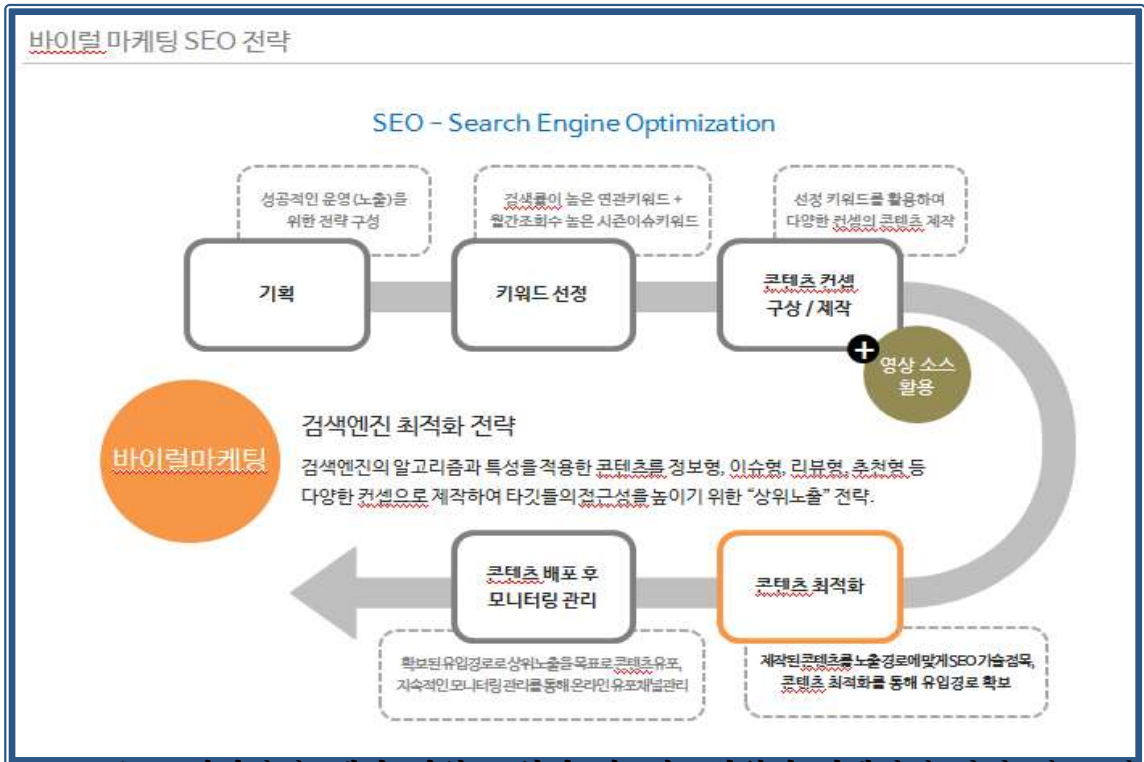 바이럴 마케팅 SEO 전략
SEO – Search Engine Optimization
성공적인 운영(노출)을
위한 전략 구성
검색률이 높은 연관키워드 +
월간조회수 높은 시즌이슈키워드
선정 키워드를 활용하여
다양한 컨셉의 콘텐츠 제작
기획
키워드 선정
콘텐츠 컨셉
구상 / 제작
+
영상 소스
활용
바이럴마케팅
검색엔진 최적화 전략
검색엔진의 알고리즘과 특성을 적용한 콘텐츠를 정보형, 이슈형, 리뷰형, 추천형 등
다양한 컨셉으로 제작하여 타깃들의 접근성을 높이기 위한 “상위노출” 전략.
콘텐츠 배포 후
모니터링 관리
콘텐츠 최적화
확보된 유입경로로 상위노출을 목표로 콘텐츠 유포,
지속적인 모니터링 관리를 통해 온라인 유포채널 관리
제작된 콘텐츠를 노출 경로에 맞게 SEO 기술 접목,
콘텐츠 최적화를 통해 유입경로 확보